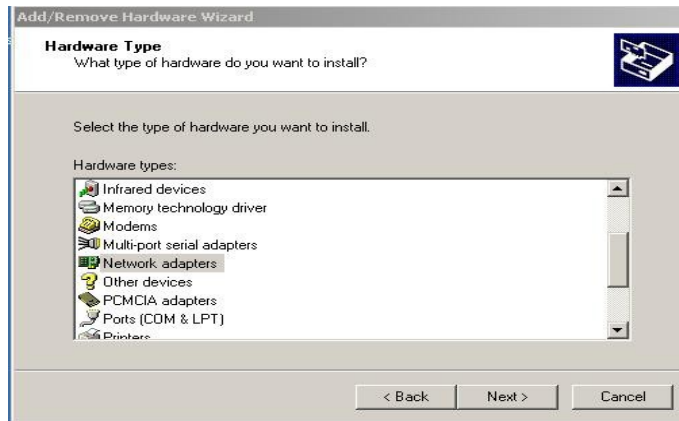 Add/Remove Hardware Wizard
Hardware Type
What type of hardware do you want to install?
Select the type of hardware you want to install.
Hardware types:
Infrared devices
Memory technology driver
Modems
Multi-port serial adapters
Network adapters
Other devices
PCMCIA adapters
Ports (COM & LPT)
Printers
< Back
Next >
Cancel